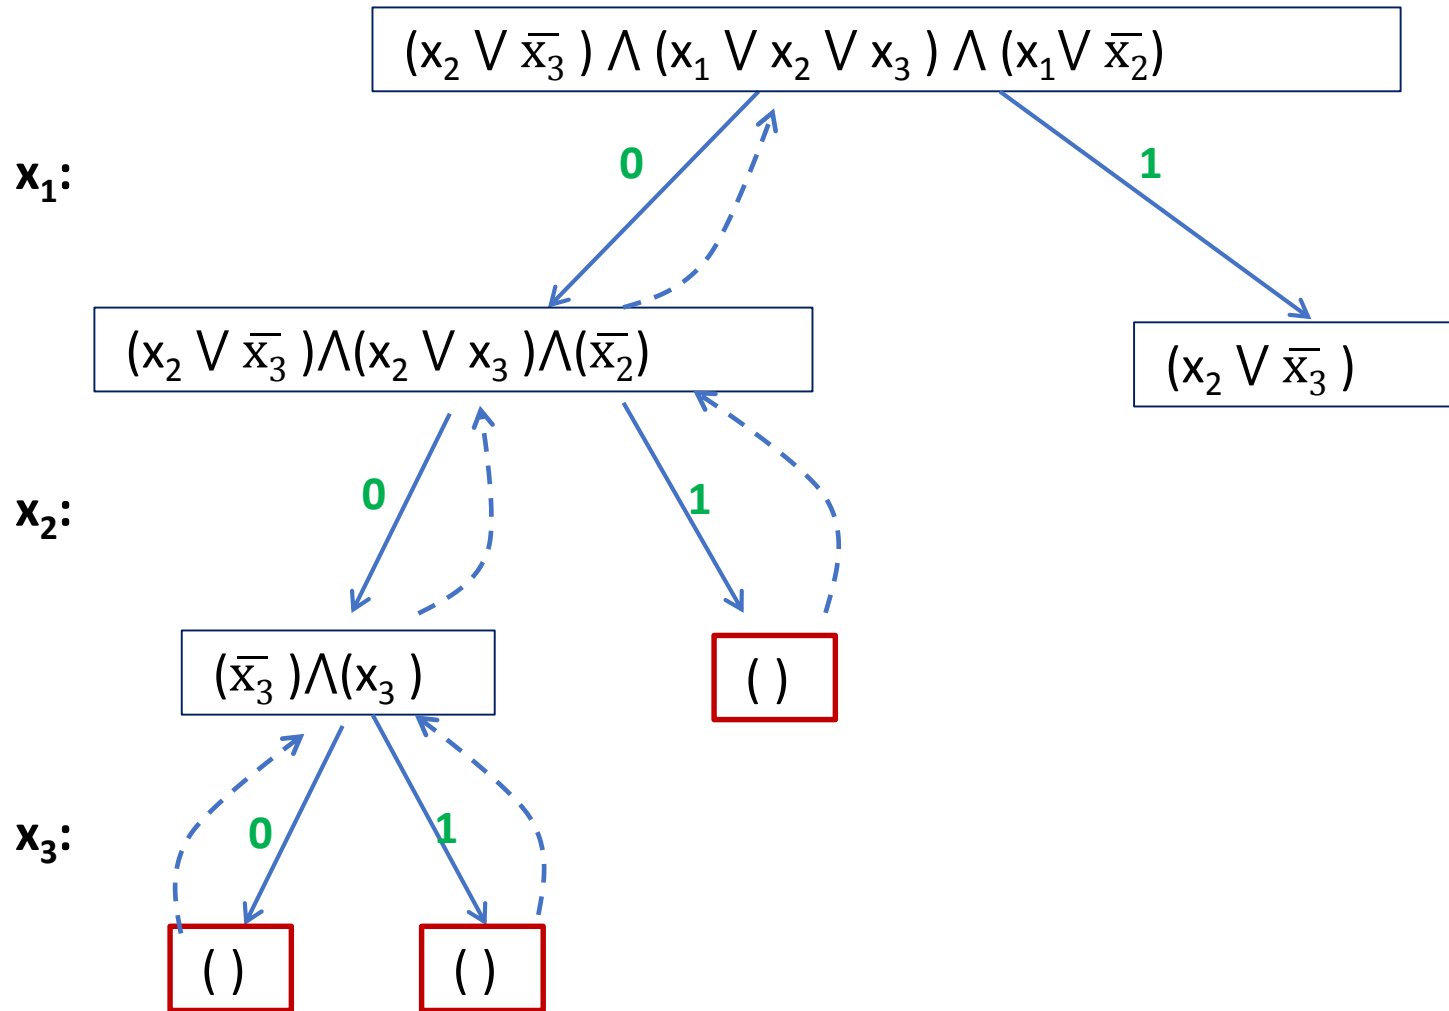 (x₂ ⋁ x̅₃ ) ⋀ (x₁ ⋁ x₂ ⋁ x₃ ) ⋀ (x₁⋁ x̅₂)
x₁:
0
1
(x₂ ⋁ x̅₃ )⋀(x₂ ⋁ x₃ )⋀(x̅₂)
(x₂ ⋁ x̅₃ )
x₂:
0
1
(x̅₃ )⋀(x₃ )
( )
x₃:
0
1
( )
( )